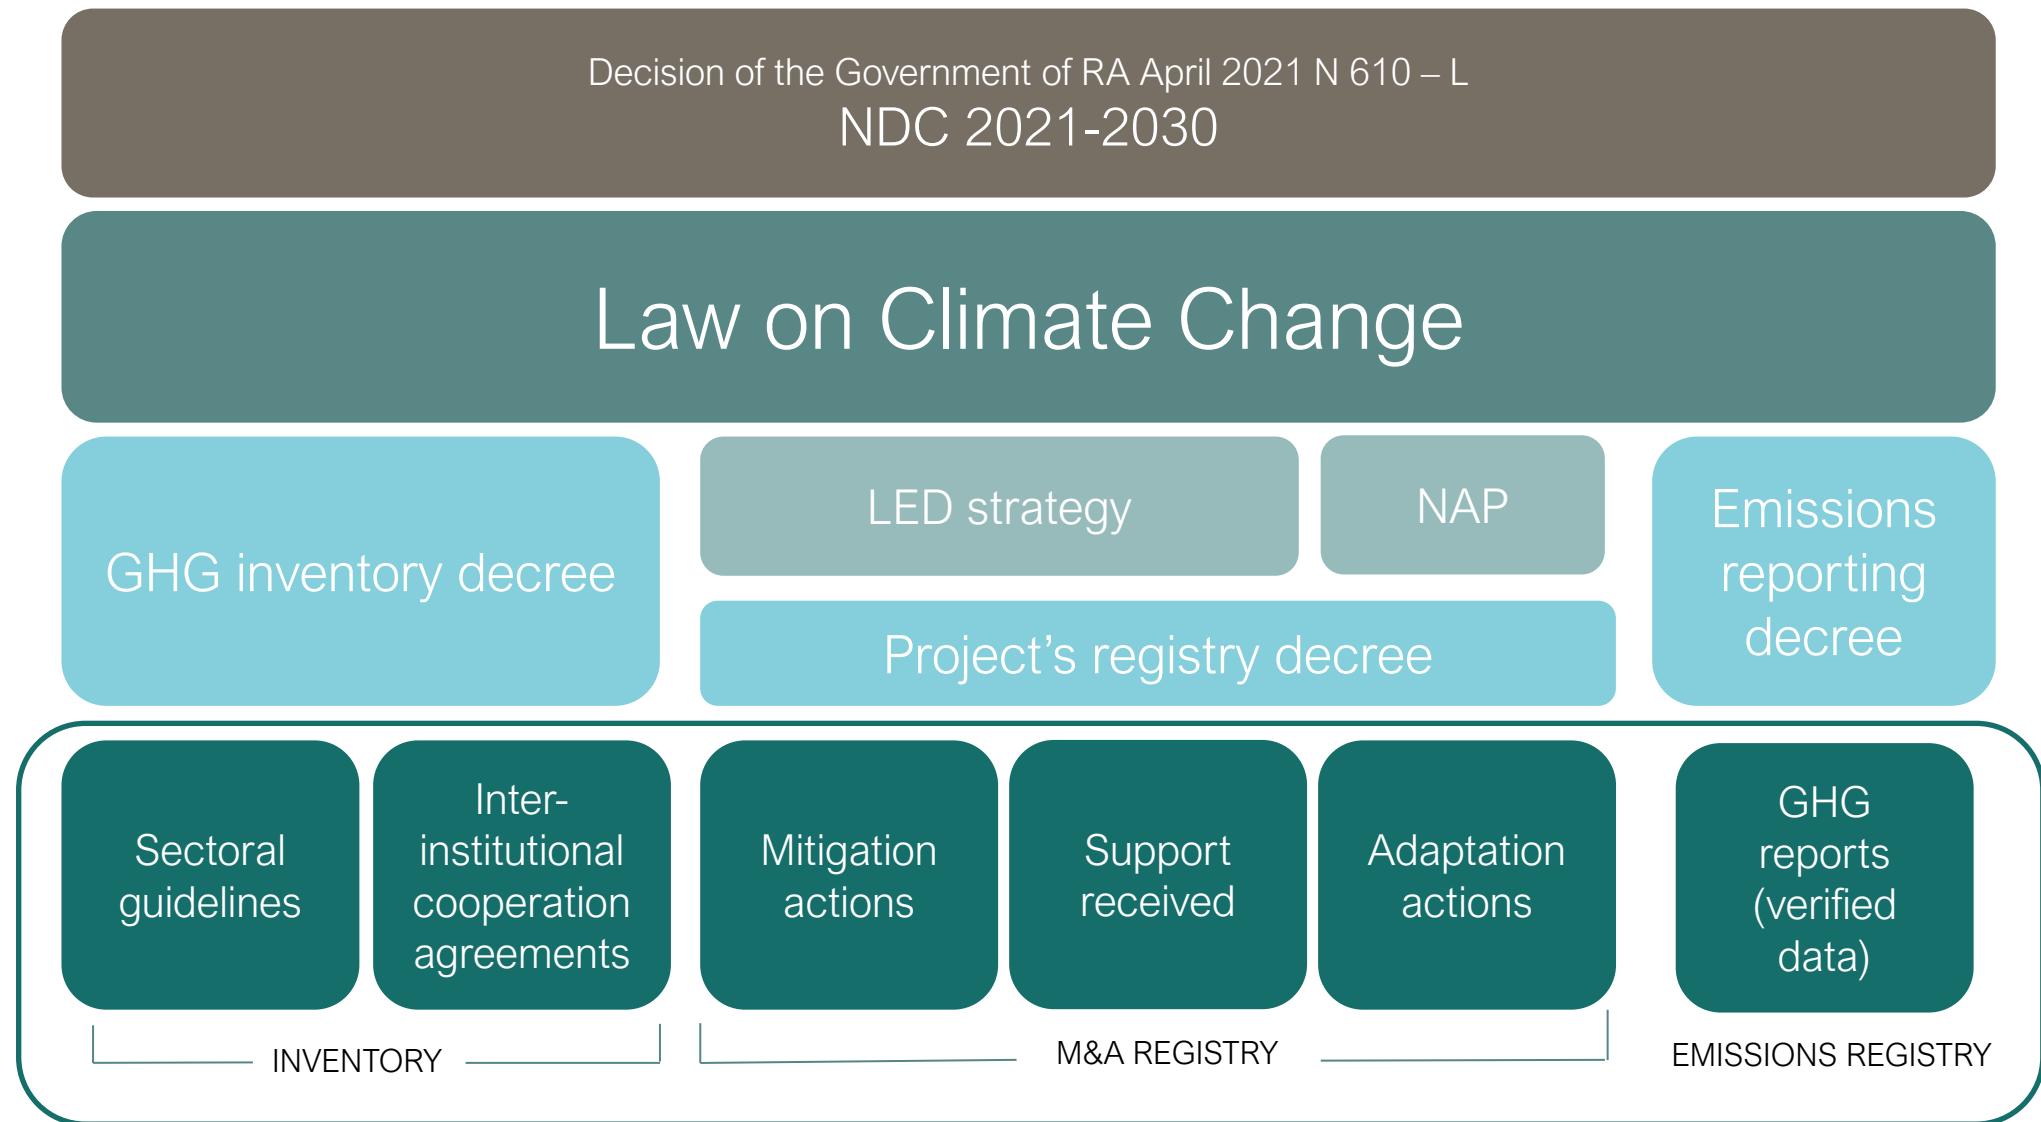 Decision of the Government of RA April 2021 N 610 – L
NDC 2021-2030
Law on Climate Change
GHG inventory decree
LED strategy
NAP
Project’s registry decree
Emissions
reporting
decree
Sectoral
guidelines
Inter-
institutional
cooperation
agreements
Mitigation
actions
Support
received
Adaptation
actions
GHG
reports
(verified
data)
INVENTORY
M&A REGISTRY
EMISSIONS REGISTRY